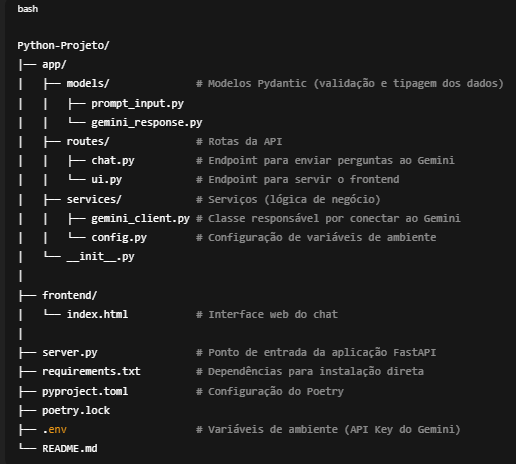 bash
Python-Projeto/
├── app/
│   ├── models/              # Modelos Pydantic (validação e tipagem dos dados)
│   │   ├── prompt_input.py
│   │   └── gemini_response.py
│   ├── routes/              # Rotas da API
│   │   ├── chat.py          # Endpoint para enviar perguntas ao Gemini
│   │   └── ui.py            # Endpoint para servir o frontend
│   ├── services/            # Serviços (lógica de negócio)
│   │   ├── gemini_client.py # Classe responsável por conectar ao Gemini
│   │   └── config.py        # Configuração de variáveis de ambiente
│   └── __init__.py
│
├── frontend/
│   └── index.html           # Interface web do chat
│
├── server.py                # Ponto de entrada da aplicação FastAPI
├── requirements.txt         # Dependências para instalação direta
├── pyproject.toml           # Configuração do Poetry
├── poetry.lock
├── .env                     # Variáveis de ambiente (API Key do Gemini)
└── README.md